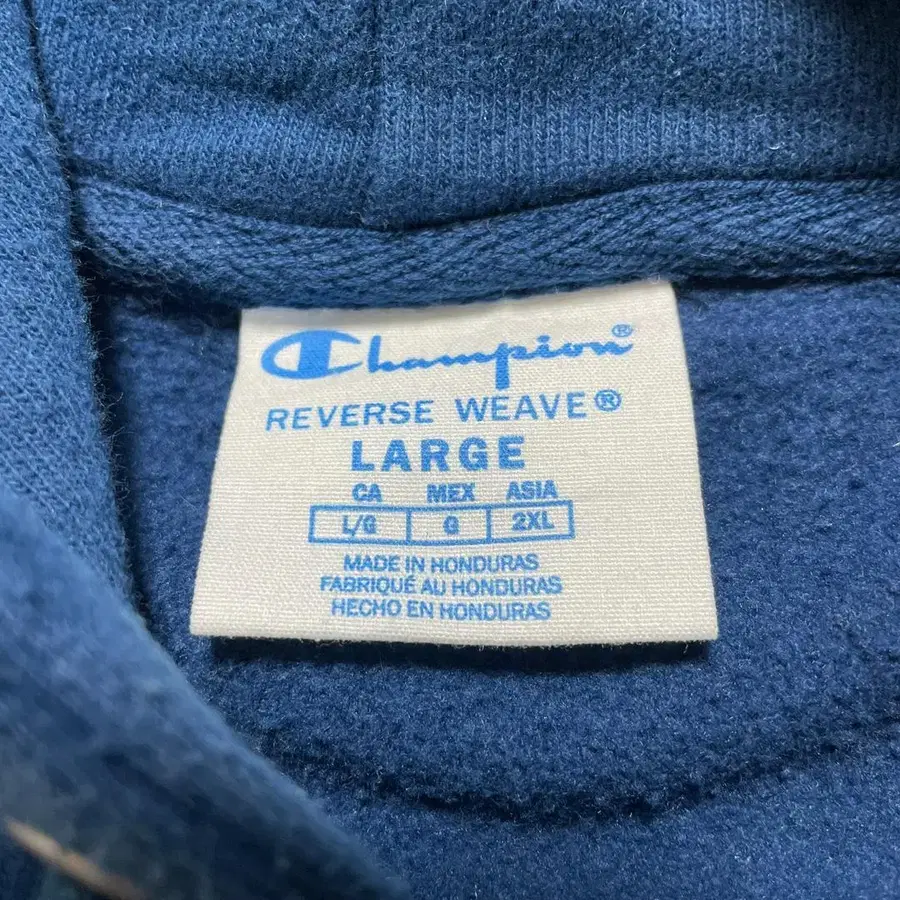 Champion®
REVERSE WEAVE®
LARGE
CA MEX ASIA
L/G G 2XL
MADE IN HONDURAS
FABRIQUÉ AU HONDURAS
HECHO EN HONDURAS